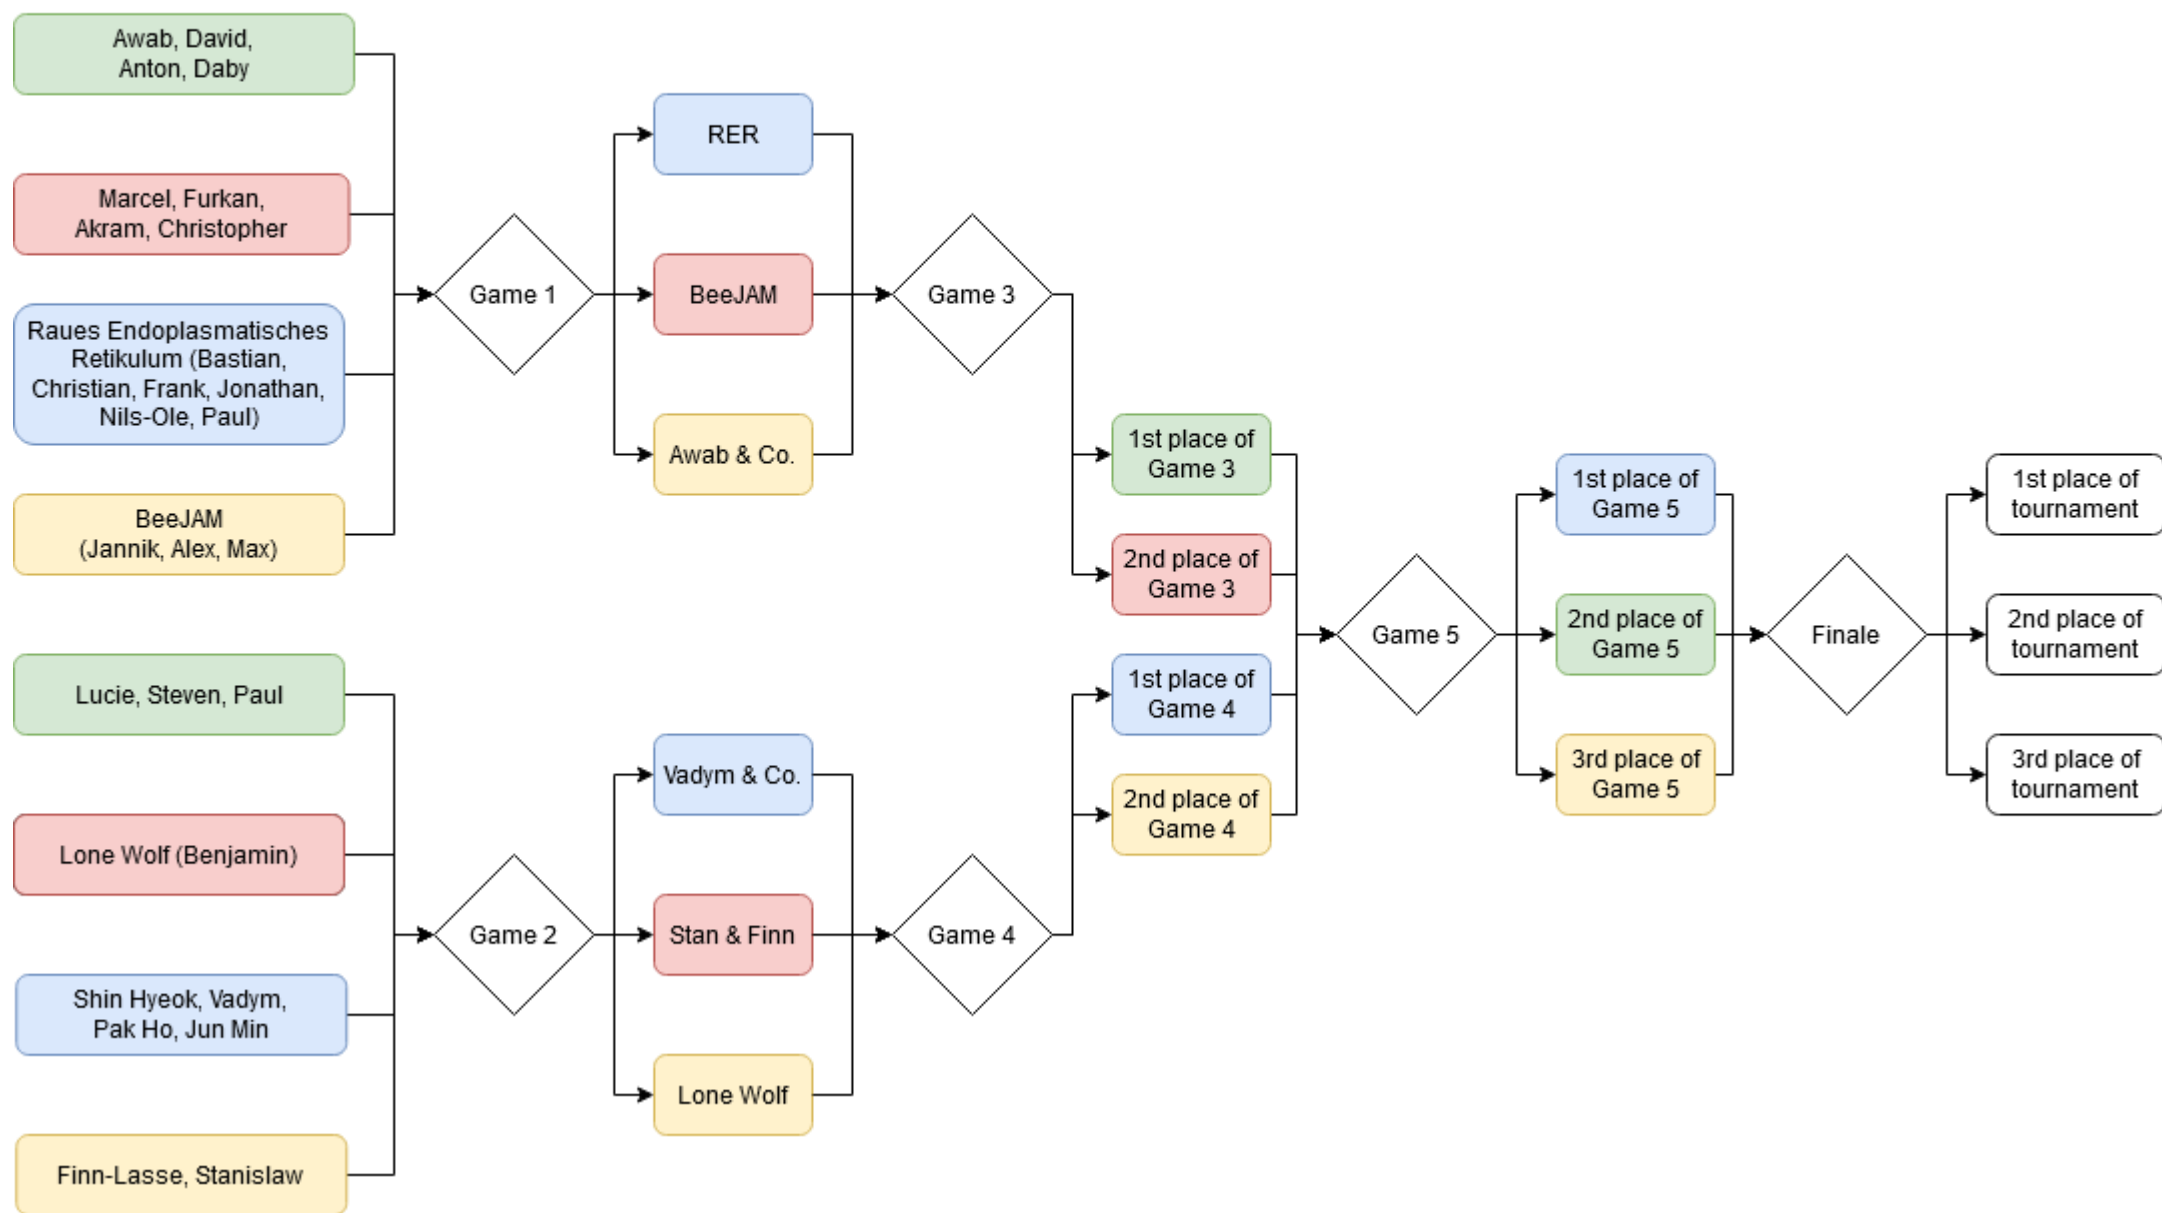 Awab, David,
Anton, Daby
Marcel, Furkan,
Akram, Christopher
Raues Endoplasmatisches
Retikulum (Bastian,
Christian, Frank, Jonathan,
Nils-Ole, Paul)
BeeJAM
(Jannik, Alex, Max)
Lucie, Steven, Paul
Lone Wolf (Benjamin)
Shin Hyeok, Vadym,
Pak Ho, Jun Min
Finn-Lasse, Stanislaw
Game 1
Game 2
RER
BeeJAM
Awab & Co.
Vadym & Co.
Stan & Finn
Lone Wolf
Game 3
Game 4
1st place of
Game 3
2nd place of
Game 3
1st place of
Game 4
2nd place of
Game 4
Game 5
1st place of
Game 5
2nd place of
Game 5
3rd place of
Game 5
Finale
1st place of
tournament
2nd place of
tournament
3rd place of
tournament